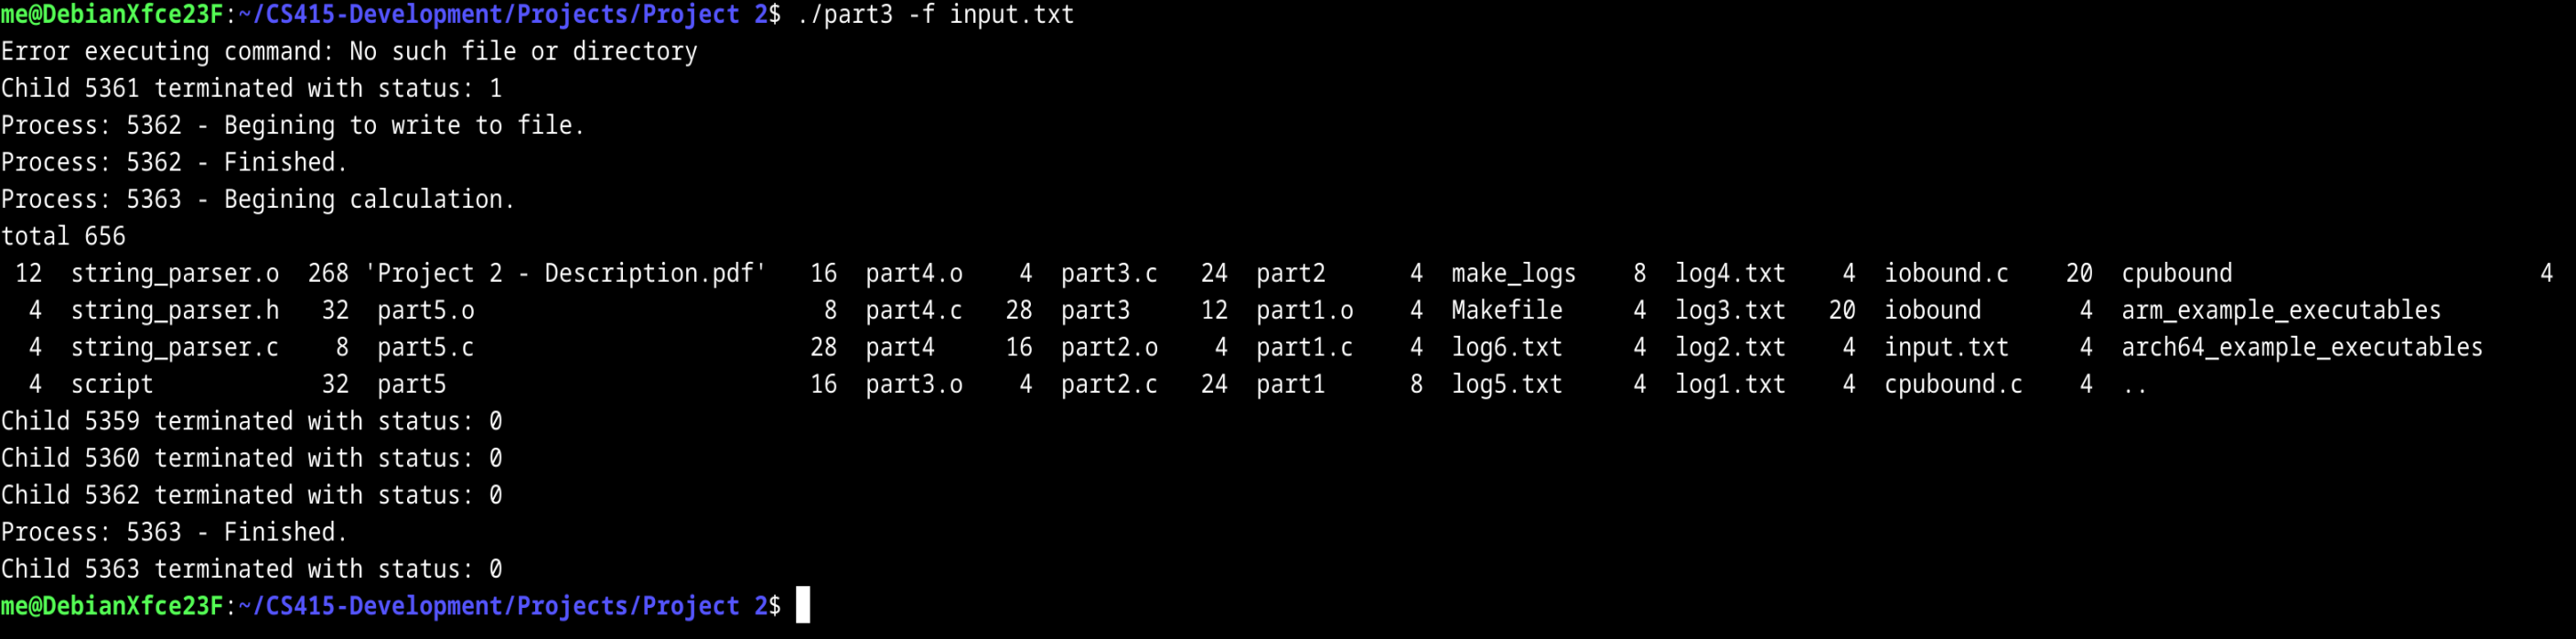 me@DebianXfce23F:~/CS415-Development/Projects/Project 2$ ./part3 -f input.txt
Error executing command: No such file or directory
Child 5361 terminated with status: 1
Process: 5362 - Begining to write to file.
Process: 5362 - Finished.
Process: 5363 - Begining calculation.
total 656
 12  string_parser.o  268 'Project 2 - Description.pdf'   16  part4.o    4  part3.c   24  part2      4  make_logs    8  log4.txt    4  iobound.c    20  cpubound                      4  .
  4  string_parser.h   32  part5.o                         8  part4.c   28  part3     12  part1.o    4  Makefile     4  log3.txt   20  iobound       4  arm_example_executables
  4  string_parser.c    8  part5.c                        28  part4     16  part2.o    4  part1.c    4  log6.txt     4  log2.txt    4  input.txt     4  arch64_example_executables
  4  script            32  part5                          16  part3.o    4  part2.c   24  part1      8  log5.txt     4  log1.txt    4  cpubound.c    4  ..
Child 5359 terminated with status: 0
Child 5360 terminated with status: 0
Child 5362 terminated with status: 0
Process: 5363 - Finished.
Child 5363 terminated with status: 0
me@DebianXfce23F:~/CS415-Development/Projects/Project 2$